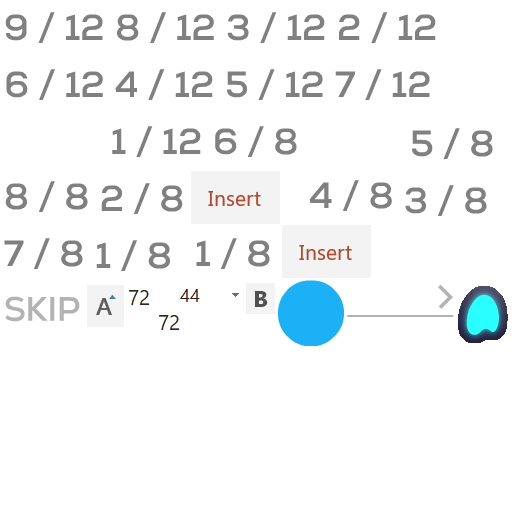 9 / 12 8 / 12 3 / 12 2 / 12
6 / 12 4 / 12 5 / 12 7 / 12
1 / 12 6 / 8 5 / 8
8 / 8 2 / 8 Insert 4 / 8 3 / 8
7 / 8 1 / 8 1 / 8 Insert
SKIP A 72 44 B
72